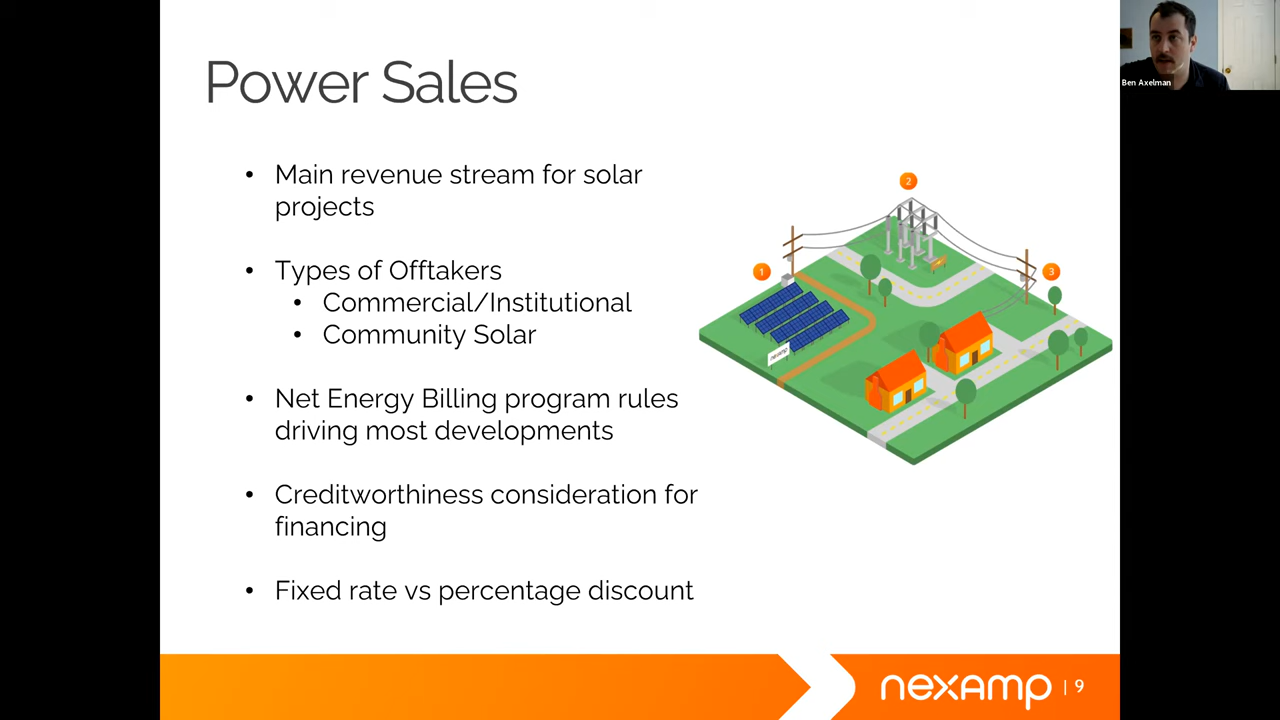 Power Sales
• Main revenue stream for solar
projects
• Types of Offtakers
• Commercial/Institutional
• Community Solar
• Net Energy Billing program rules
driving most developments
• Creditworthiness consideration for
financing
• Fixed rate vs percentage discount
2
1
3
nexamp
nexamp | 9
Ben Axelman